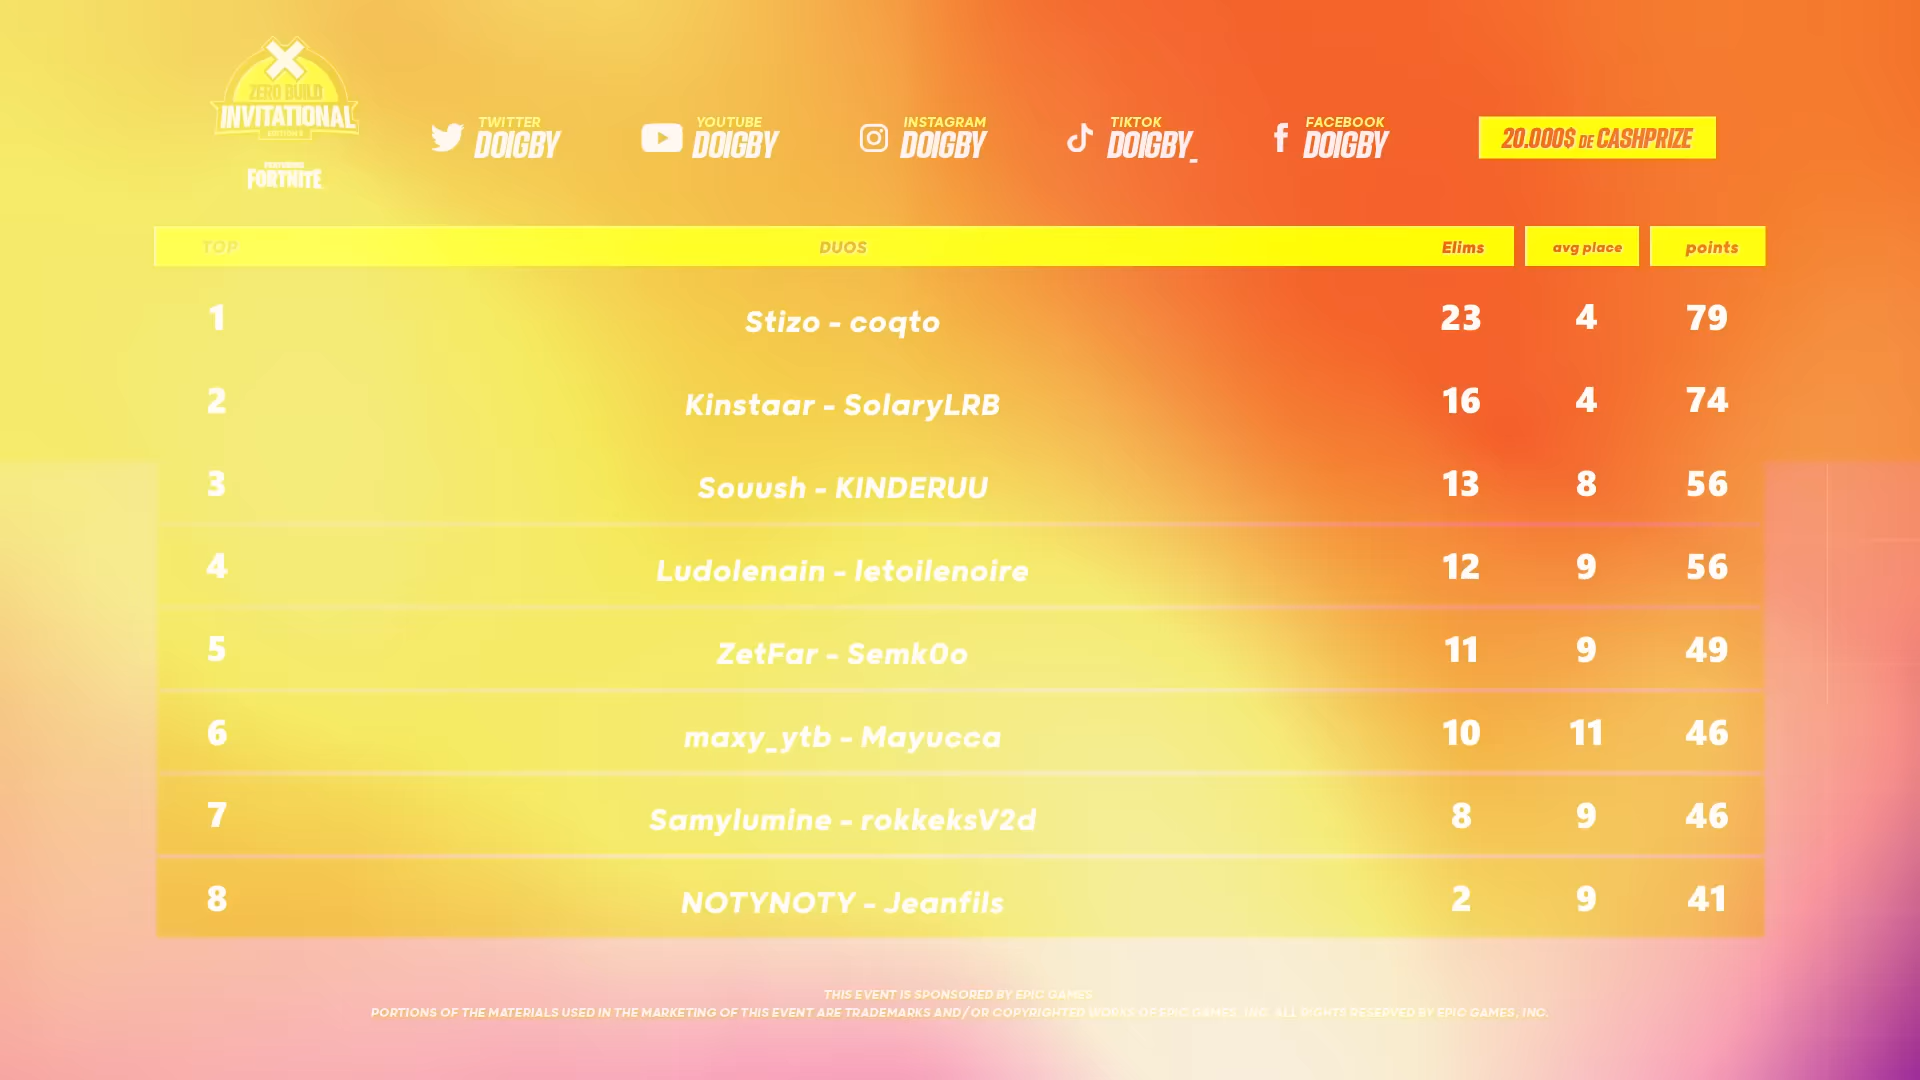 ZERO BUILD
INVITATIONAL
FORTNITE
TWITTER
DOIGBY
YOUTUBE
DOIGBY
INSTAGRAM
DOIGBY
TIKTOK
DOIGBY_
FACEBOOK
DOIGBY
20.000$ DE CASHPRIZE
TOP DUOS Elims avg place points
1 Stizo - coqto 23 4 79
2 Kinstaar - SolaryLRB 16 4 74
3 Souush - KINDERUU 13 8 56
4 Ludolenain - letoilenoire 12 9 56
5 ZetFar - Semk0o 11 9 49
6 maxy_ytb - Mayucca 10 11 46
7 Samylumine - rokkeksV2d 8 9 46
8 NOTYNOTY - Jeanfils 2 9 41
THIS EVENT IS SPONSORED BY EPIC GAMES
PORTIONS OF THE MATERIALS USED IN THE MARKETING OF THIS EVENT ARE TRADEMARKS AND/OR COPYRIGHTED WORKS OF EPIC GAMES, INC. ALL RIGHTS RESERVED BY EPIC GAMES, INC.